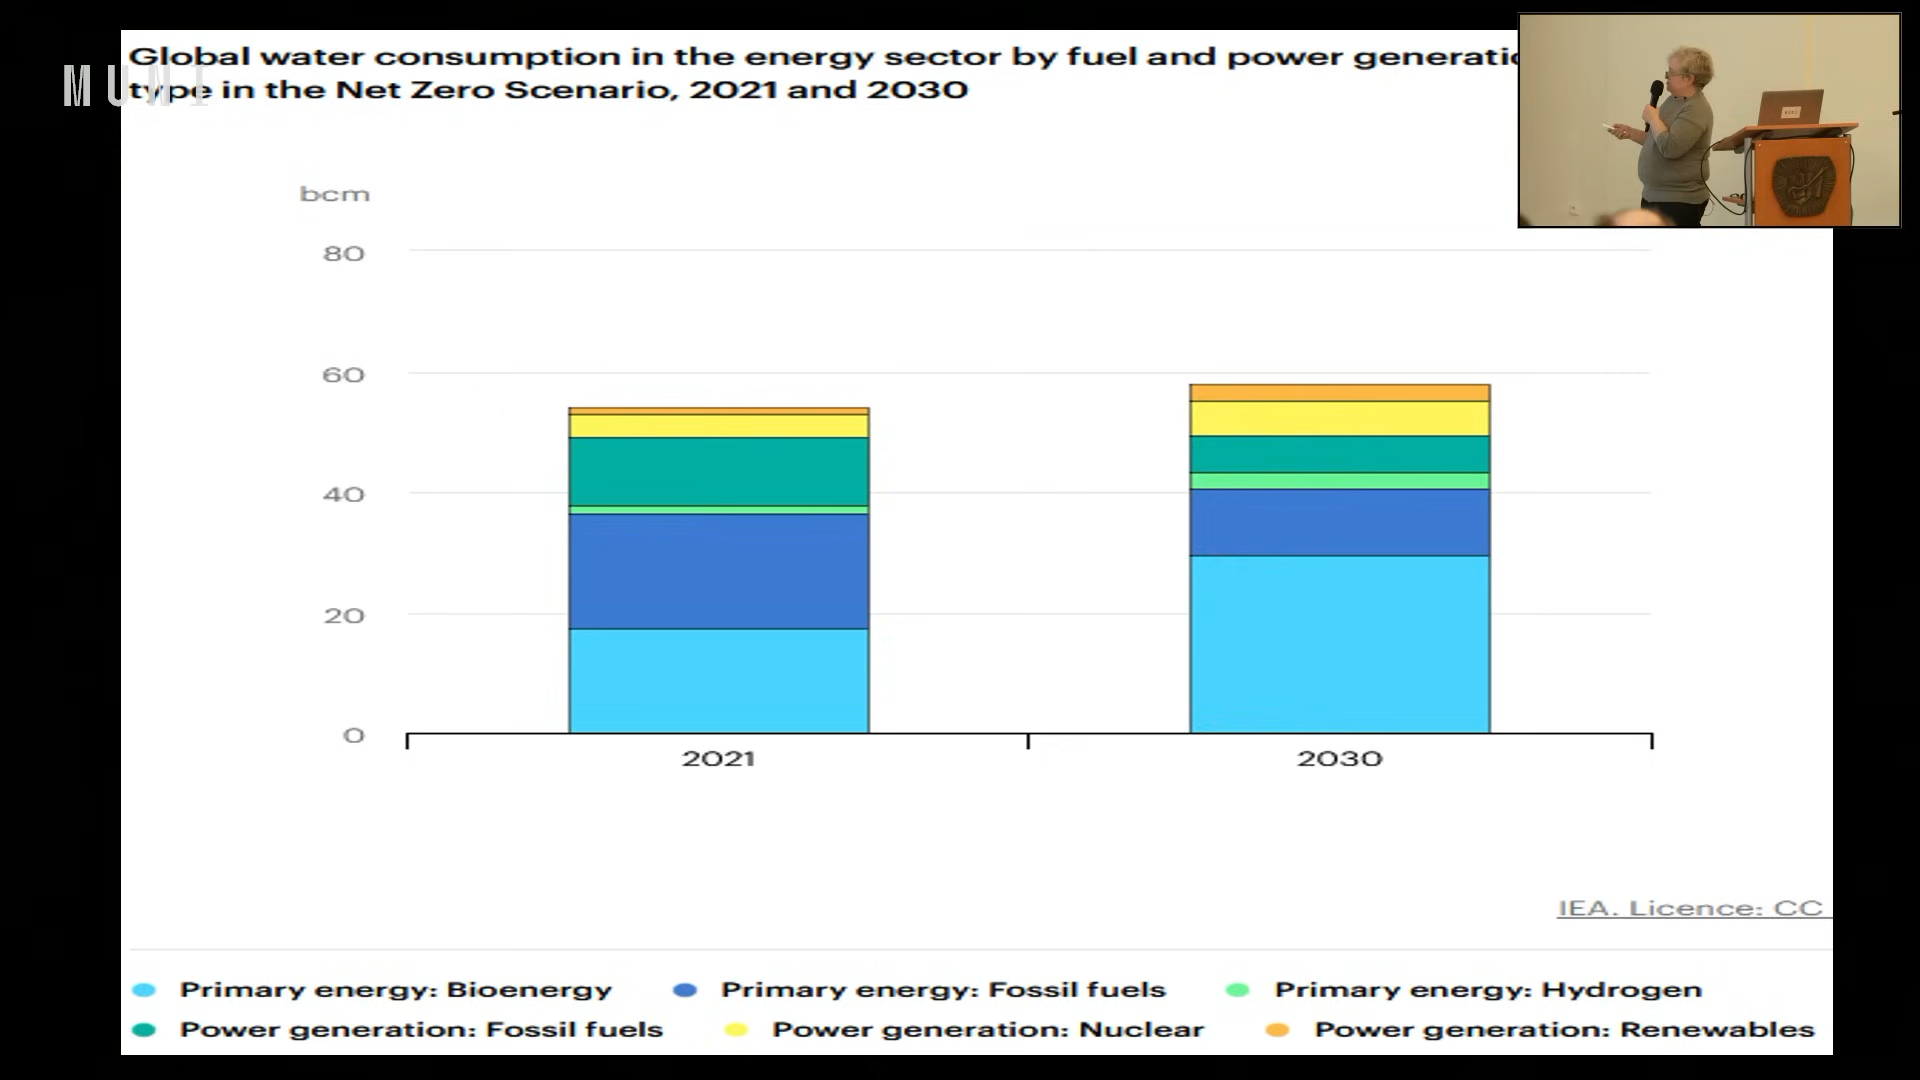 Global water consumption in the energy sector by fuel and power
type in the Net Zero Scenario, 2021 and 2030
MUNI
bcm
80
60
40
20
0
2021
2030
IEA. Licence: CC
Primary energy: Bioenergy
Primary energy: Fossil fuels
Primary energy: Hydrogen
Power generation: Fossil fuels
Power generation: Nuclear
Power generation: Renewables